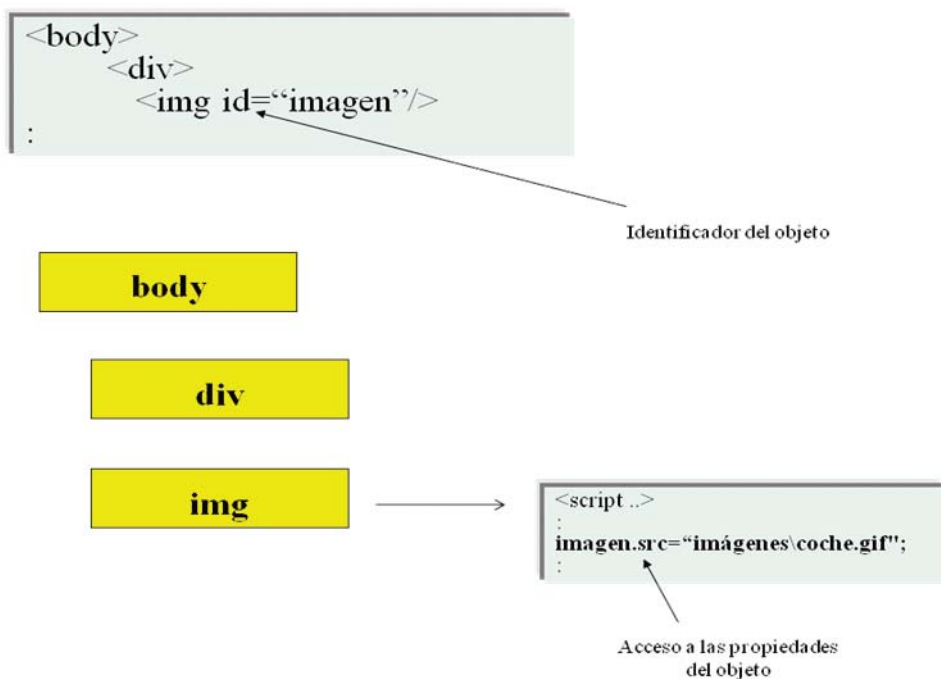 <body>
<div>
<img id=“imagen”/>
:
Identificador del objeto
body
div
img
<script ..>
:
imagen.src=“imágenes\coche.gif";
:
Acceso a las propiedades
del objeto